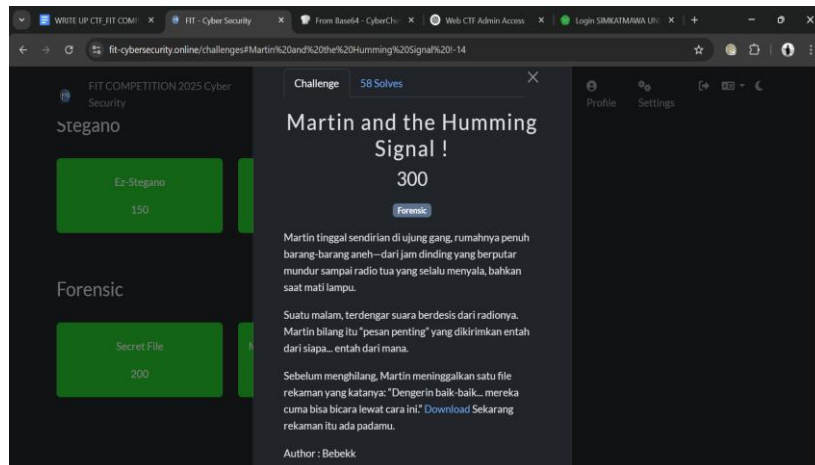 WRITE UP CTF_FIT COM
FIT - Cyber Security
From Base64 - CyberChe
Web CTF Admin Access
Login SIMKATMAWA UN
fit-cybersecurity.online/challenges#Martin%20and%20the%20Humming%20Signal%20!-14
FIT COMPETITION 2025 Cyber
Security
Profile
Settings
Stegano
Ez-Stegano
150
Forensic
Secret File
200
Challenge
58 Solves
Martin and the Humming
Signal !
300
Forensic
Martin tinggal sendirian di ujung gang, rumahnya penuh
barang-barang aneh—dari jam dinding yang berputar
mundur sampai radio tua yang selalu menyala, bahkan
saat mati lampu.
Suatu malam, terdengar suara berdesis dari radionya.
Martin bilang itu "pesan penting" yang dikirimkan entah
dari siapa... entah dari mana.
Sebelum menghilang, Martin meninggalkan satu file
rekaman yang katanya: "Dengerin baik-baik... mereka
cuma bisa bicara lewat cara ini." Download Sekarang
rekaman itu ada padamu.
Author : Bebekk